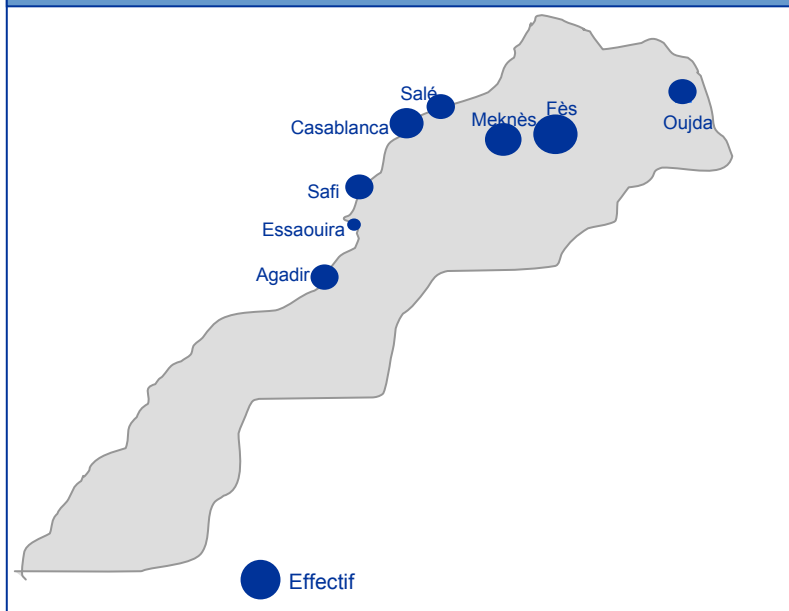 Salé
Casablanca
Meknès
Fès
Oujda
Safi
Essaouira
Agadir
Effectif